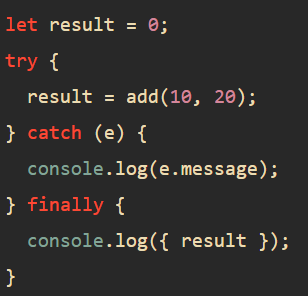 let result = 0;
try {
  result = add(10, 20);
} catch (e) {
  console.log(e.message);
} finally {
  console.log({ result });
}